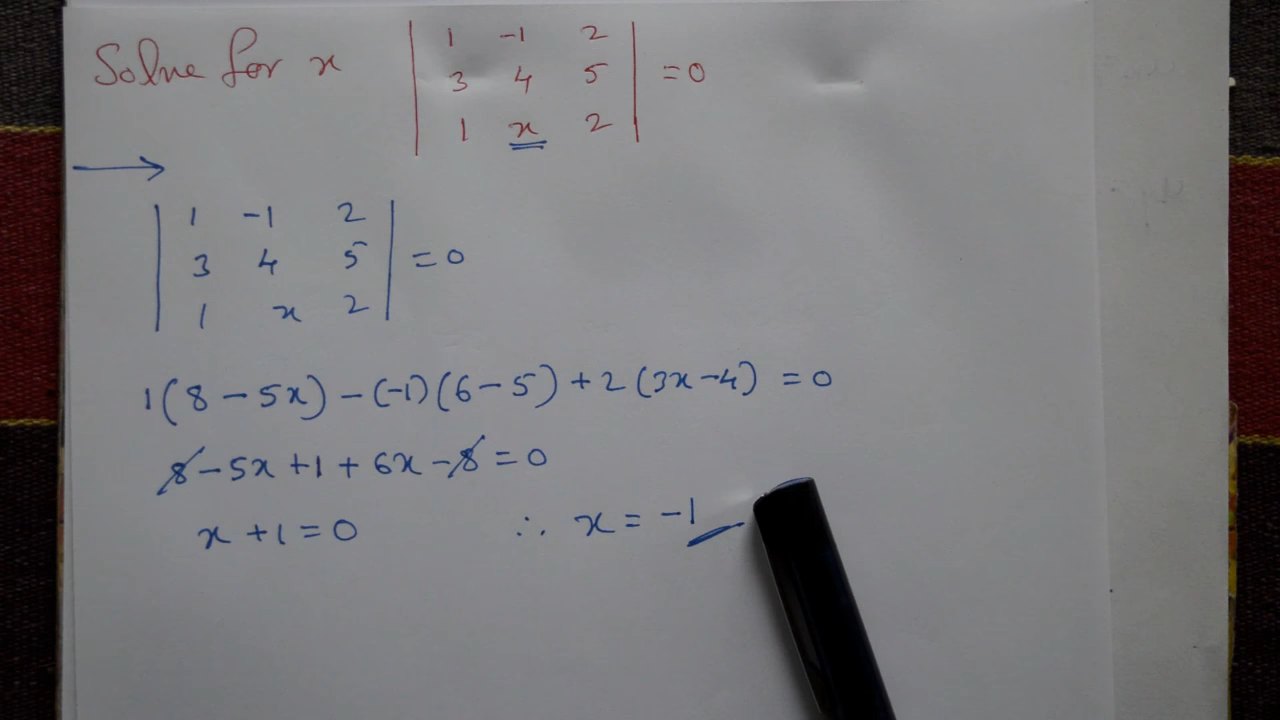 Solve for x | 1 -1 2 |
| 3 4 5 | = 0
| 1 x 2 |
→
| 1 -1 2 |
| 3 4 5 | = 0
| 1 x 2 |
1(8-5x)-(-1)(6-5)+2(3x-4) = 0
8-5x+1+6x-8=0
x+1=0 ∴ x = -1